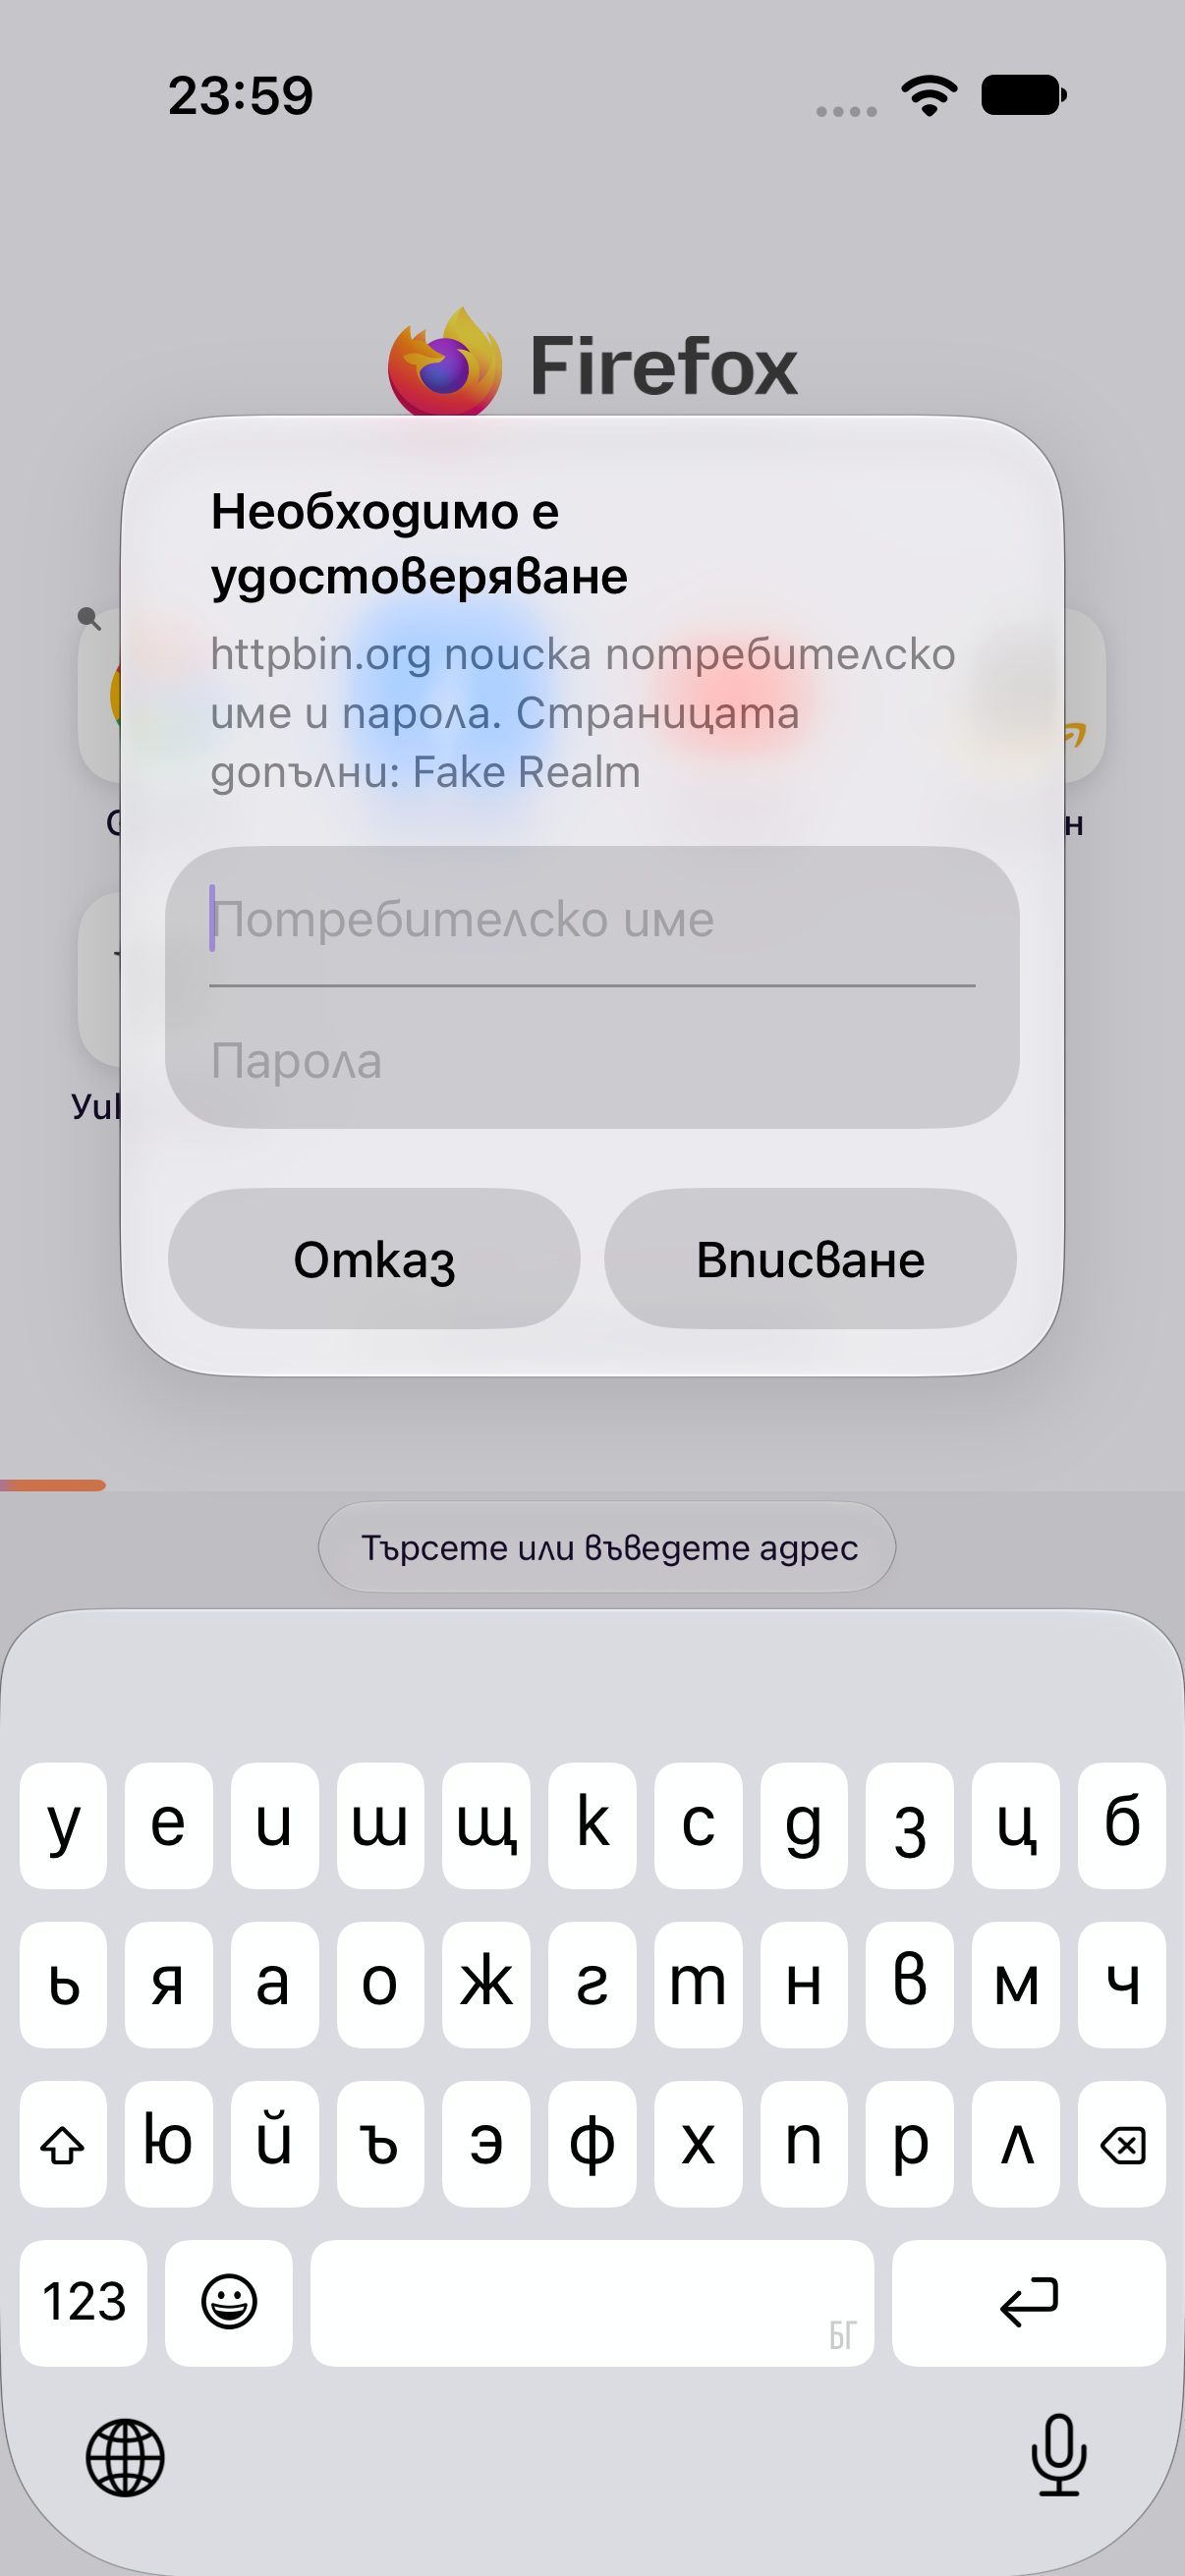 23:59
Firefox
Необходимо е
удостоверяване
httpbin.org поиска потребителско
име и парола. Страницата
допълни: Fake Realm
Потребителско име
Парола
Отказ
Вписване
Търсете или въведете адрес
у е и ш щ к с д з ц б
ь я а о ж г т н в м ч
ю й ъ э ф х п р л
123
БГ